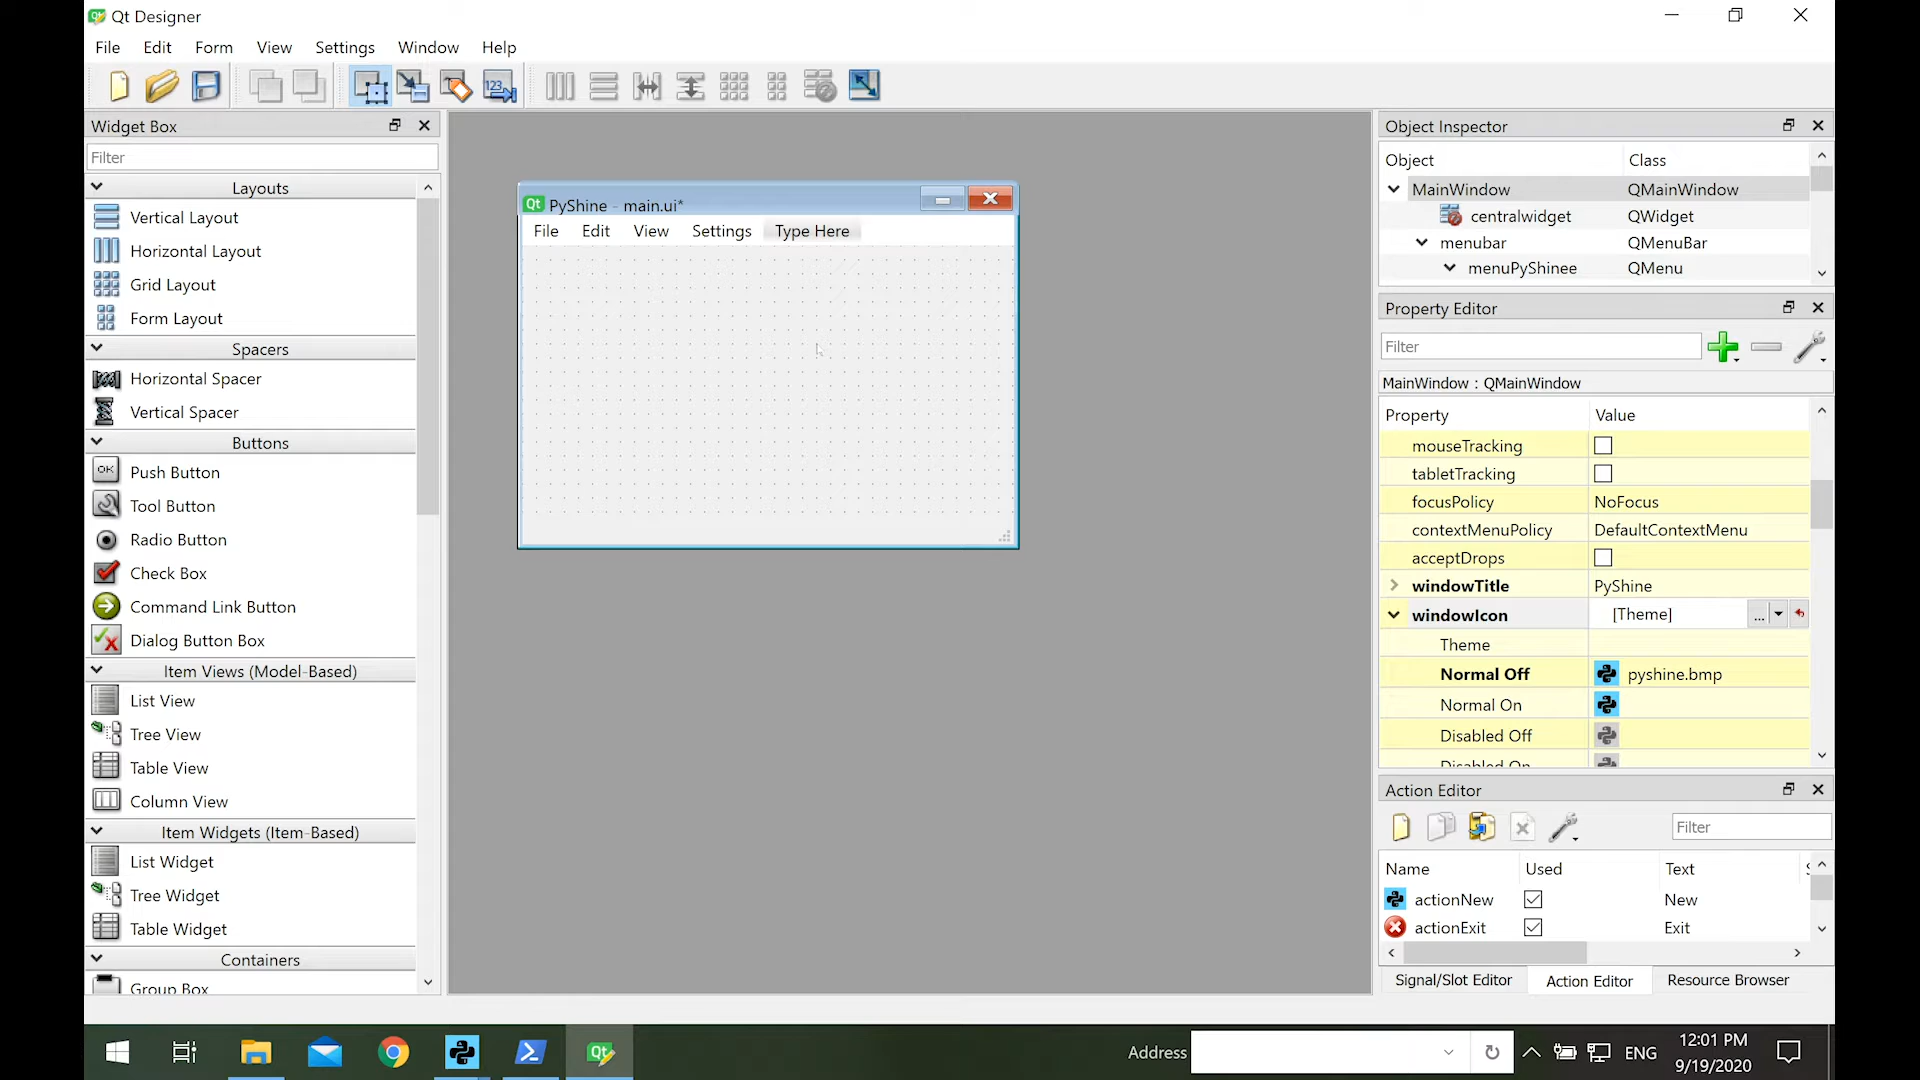 Qt Designer
File Edit Form View Settings Window Help
123
Widget Box
Filter
Layouts
Vertical Layout
Horizontal Layout
Grid Layout
Form Layout
Spacers
Horizontal Spacer
Vertical Spacer
Buttons
OK Push Button
Tool Button
Radio Button
Check Box
Command Link Button
Dialog Button Box
Item Views (Model-Based)
List View
Tree View
Table View
Column View
Item Widgets (Item-Based)
List Widget
Tree Widget
Table Widget
Containers
Group Box
Qt PyShine - main.ui*
File Edit View Settings Type Here
Object Inspector
Object Class
MainWindow QMainWindow
centralwidget QWidget
menubar QMenuBar
menuPyShinee QMenu
Property Editor
Filter
MainWindow : QMainWindow
Property Value
mouseTracking
tabletTracking
focusPolicy NoFocus
contextMenuPolicy DefaultContextMenu
acceptDrops
windowTitle PyShine
windowIcon [Theme] ...
Theme
Normal Off pyshine.bmp
Normal On
Disabled Off
Disabled On
Action Editor
Filter
Name Used Text
actionNew New
actionExit Exit
Signal/Slot Editor Action Editor Resource Browser
Qt
Address
ENG
12:01 PM
9/19/2020